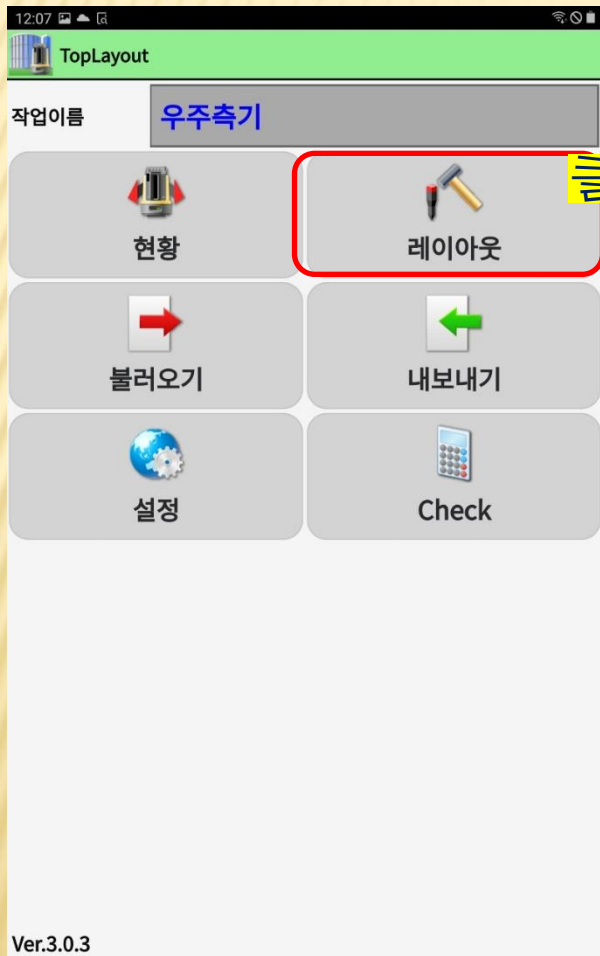 12:07
TopLayout
작업이름 우주측기
현황 레이아웃
불러오기 내보내기
설정 Check
Ver.3.0.3